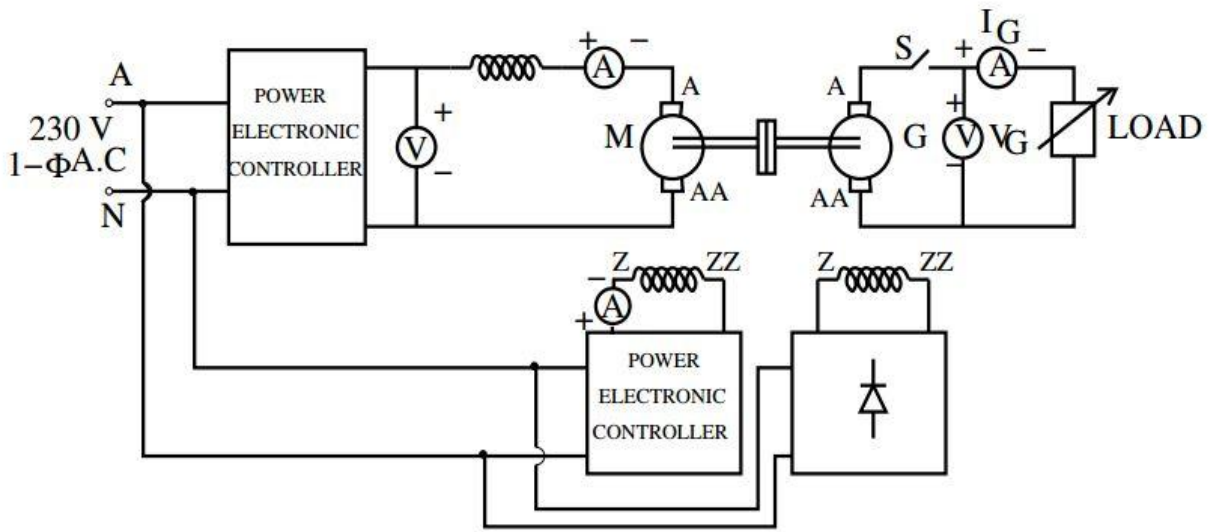 A
230 V
1-ΦA.C
N
POWER
ELECTRONIC
CONTROLLER
+
V
−
+ −
A
A
M
AA
A
G
AA
S
+ I G −
A
+
V V G
−
LOAD
Z ZZ
−
A
+
POWER
ELECTRONIC
CONTROLLER
Z ZZ